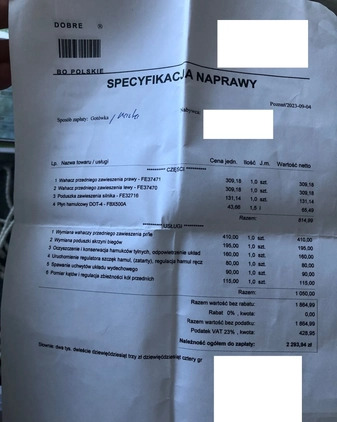 DOBRE ®
BO POLSKIE
SPECYFIKACJA NAPRAWY
Poznań/2023-09-04
Sposób zapłaty: Gotówka
Nabywca:
Lp. Nazwa towaru / usługi Cena jedn. Ilość J.m. Wartość netto
********** CZĘŚCI **********
1 Wahacz przedniego zawieszenia prawy - FE37471 309,18 1,0 szt. 309,18
2 Wahacz przedniego zawieszenia lewy - FE37470 309,18 1,0 szt. 309,18
3 Poduszka zawieszenia silnika - FE32716 131,14 1,0 szt. 131,14
4 Płyn hamulcowy DOT-4 - FBX500A 43,66 1,5 l 65,49
Razem: 814,99
USŁUGI
1 Wymiana wahaczy przedniego zawieszenia p+l 410,00 1,0 szt. 410,00
2 Wymiana poduszki skrzyni biegów 195,00 1,0 szt. 195,00
3 Oczyszczenie i konserwacja hamulców tylnych, odpowietrzenie układ 160,00 1,0 szt. 160,00
4 Uruchomienie regulatora szczęk hamul, (zatarty), regulacja hamul ręcz 80,00 1,0 szt. 80,00
5 Spawanie uchwytów układu wydechowego 90,00 1,0 szt. 90,00
6 Pomiar kątów i regulacja zbieżności kół przednich 115,00 1,0 szt. 115,00
Razem: 1 050,00
Razem wartość bez rabatu: 1 864,99
Rabat 0% , kwota: 0,00
Razem wartość bez podatku: 1 864,99
Podatek VAT 23% , kwota: 428,95
Należność ogółem do zapłaty: 2 293,94 zł
Słownie: dwa tys. dwieście dziewięćdziesiąt trzy zł dziewięćdziesiąt cztery gr